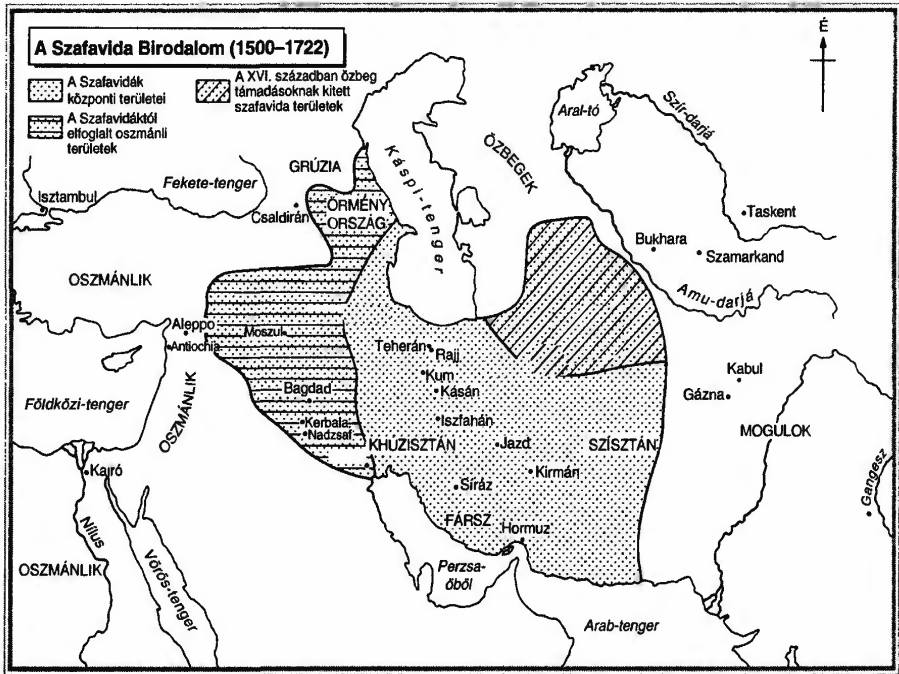 A Szafavida Birodalom (1500–1722)
A Szafavidák
központi területei
A Szafavidáktól
elfoglalt oszmánli
területek
A XVI. században özbeg
támadásoknak kitett
szafavida területek
É
Aral-tó
Szír-darjá
ÖZBEGEK
Káspi-tenger
GRÚZIA
Fekete-tenger
Isztambul
Csaldirán
ÖRMÉNY
ORSZÁG
Taskent
Bukhara
Szamarkand
OSZMÁNLIK
Amu-darjá
Aleppo
Moszul
Antiochia
Teherán
Rajj
Kum
Kásán
Kabul
Gázna
Bagdad
Földközi-tenger
OSZMÁNLIK
Iszfahán
Kerbala
Nadzsaf
KHUZISZTÁN
Jazd
SZÍSZTÁN
MOGULOK
Kairó
Kirmán
Síráz
Gangesz
FÁRSZ
Hormuz
Nílus
OSZMÁNLIK
Vörös-tenger
Perzsa-
öböl
Arab-tenger